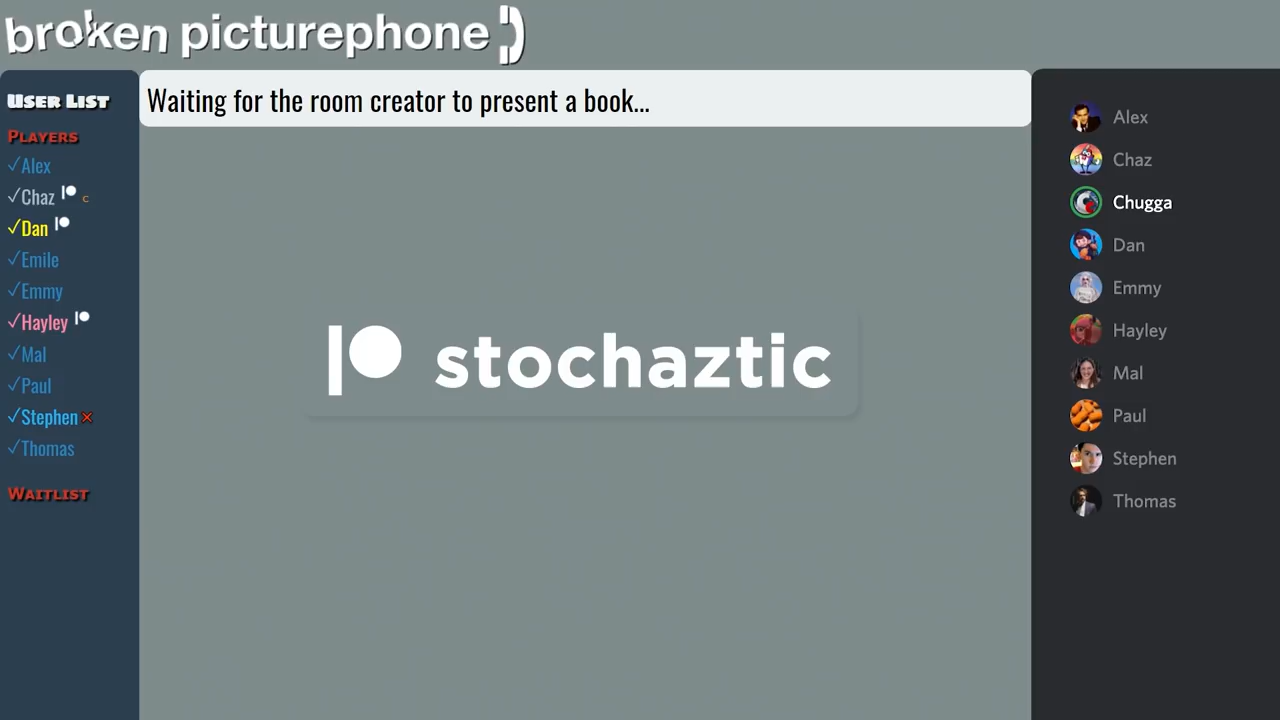 broken picturephone
USER LIST
PLAYERS
✓Alex
✓Chaz c
✓Dan
✓Emile
✓Emmy
✓Hayley
✓Mal
✓Paul
✓Stephen ✕
✓Thomas
WAITLIST
Waiting for the room creator to present a book...
stochaztic
Alex
Chaz
Chugga
Dan
Emmy
Hayley
Mal
Paul
Stephen
Thomas